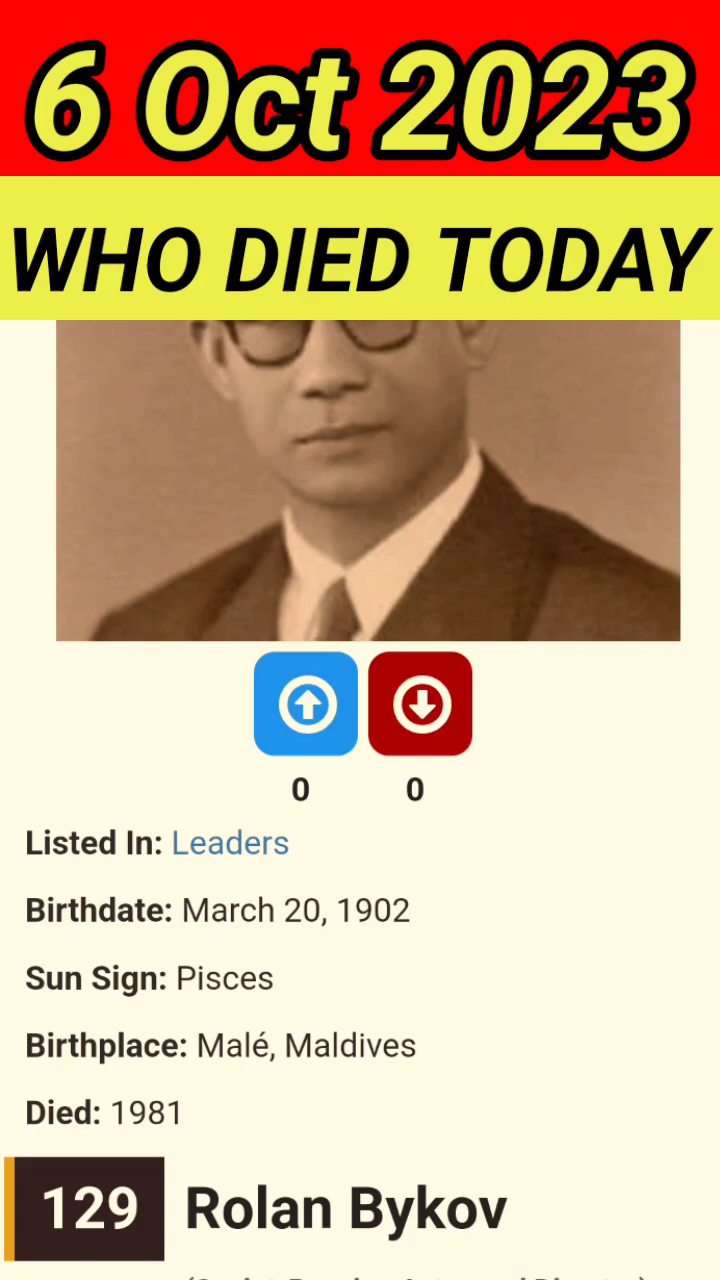 6 Oct 2023
WHO DIED TODAY
0 0
Listed In: Leaders
Birthdate: March 20, 1902
Sun Sign: Pisces
Birthplace: Malé, Maldives
Died: 1981
129 Rolan Bykov